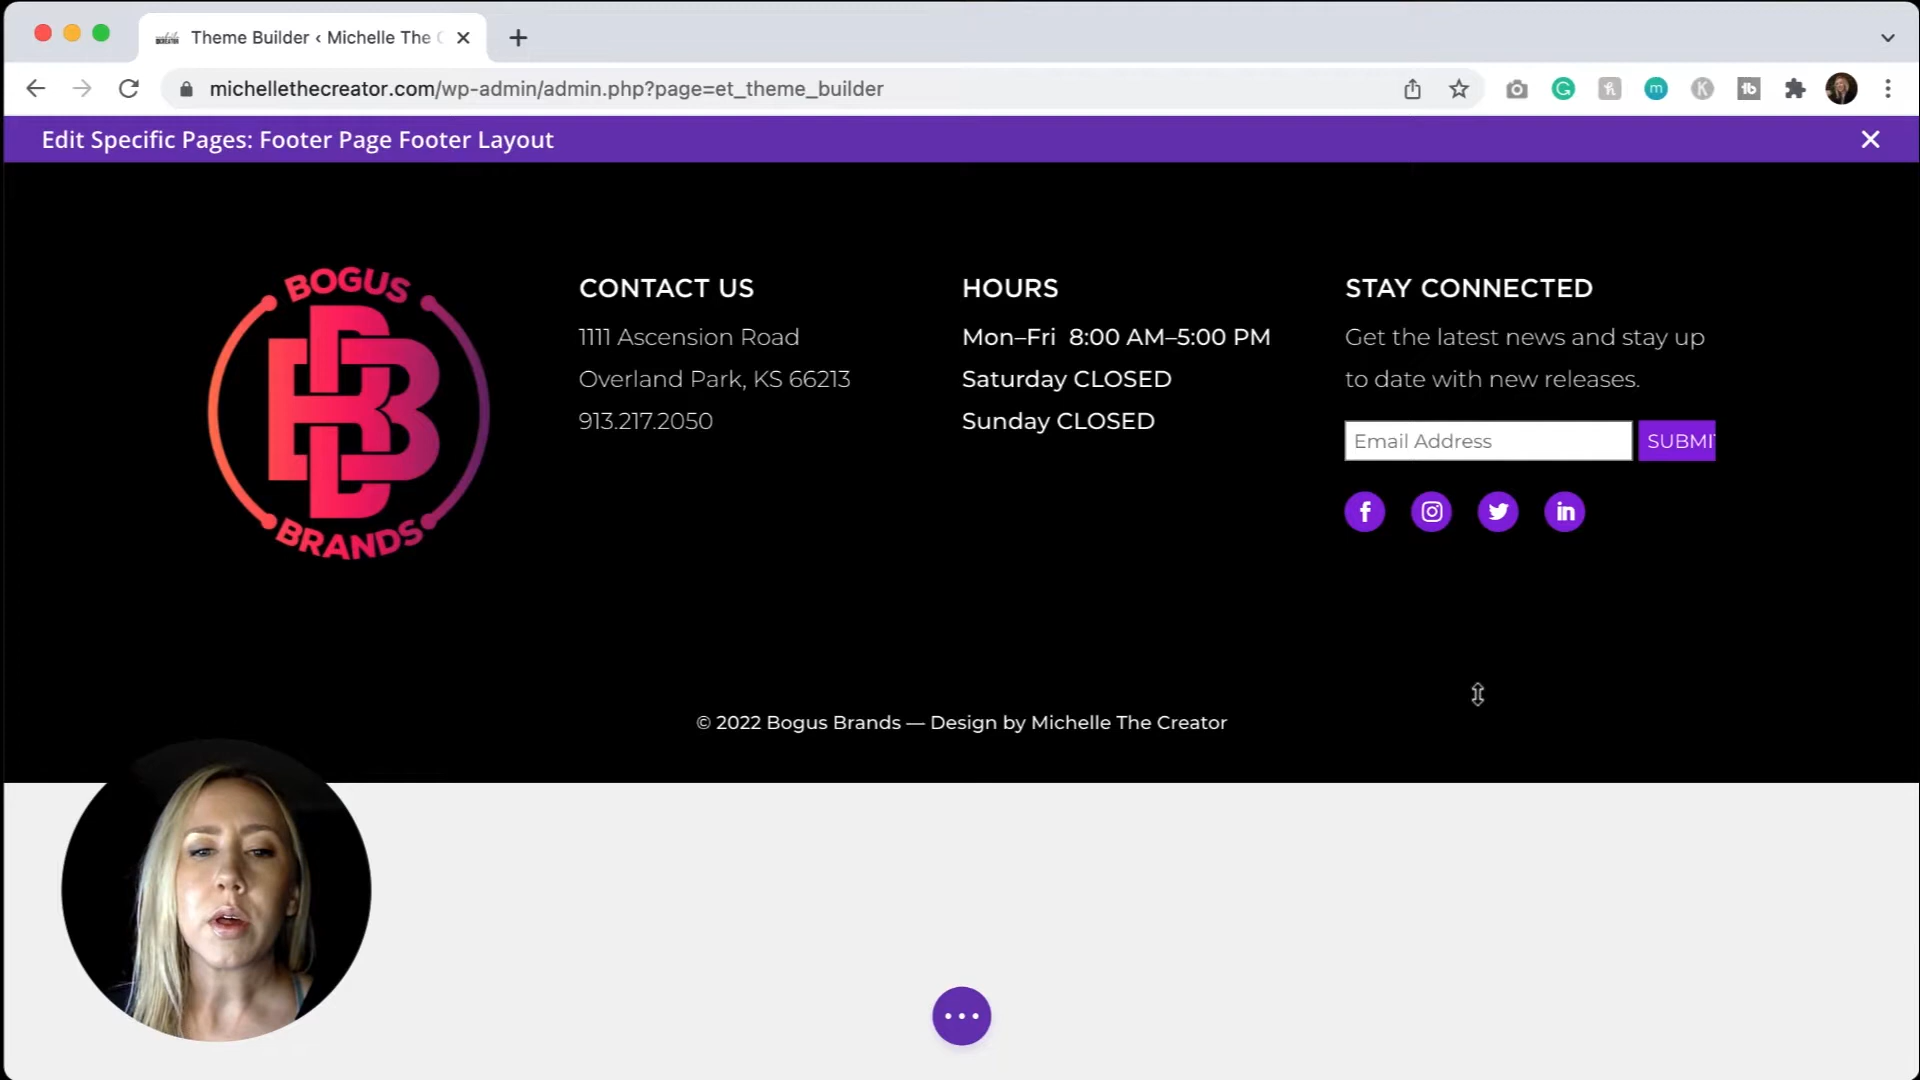 Theme Builder ‹ Michelle The C
michellethecreator.com/wp-admin/admin.php?page=et_theme_builder
Edit Specific Pages: Footer Page Footer Layout
BOGUS
BB
BRANDS
CONTACT US
1111 Ascension Road
Overland Park, KS 66213
913.217.2050
HOURS
Mon–Fri 8:00 AM–5:00 PM
Saturday CLOSED
Sunday CLOSED
STAY CONNECTED
Get the latest news and stay up
to date with new releases.
Email Address
SUBMI
© 2022 Bogus Brands — Design by Michelle The Creator